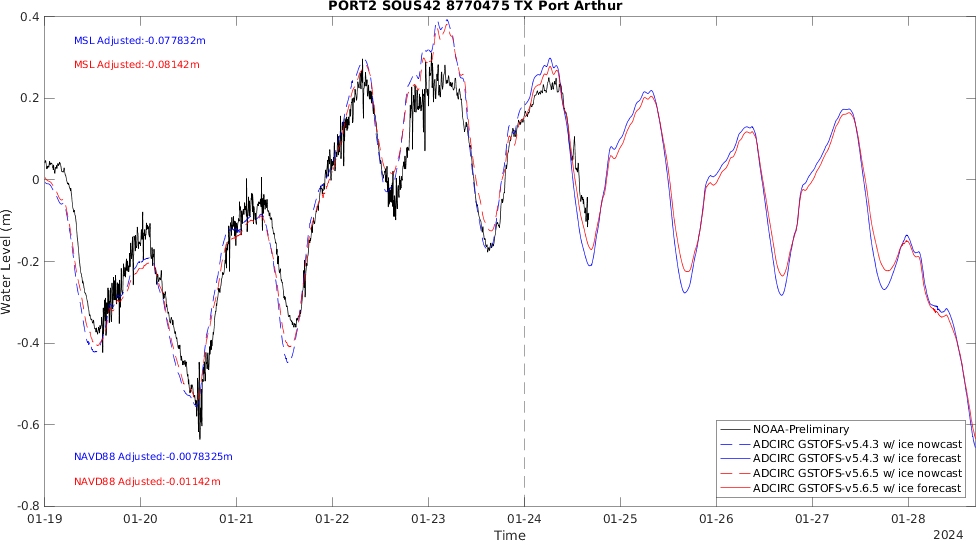 PORT2 SOUS42 8770475 TX Port Arthur
0.4
0.2
0
-0.2
-0.4
-0.6
-0.8
Water Level (m)
MSL Adjusted:-0.077832m
MSL Adjusted:-0.08142m
NAVD88 Adjusted:-0.0078325m
NAVD88 Adjusted:-0.01142m
NOAA-Preliminary
ADCIRC GSTOFS-v5.4.3 w/ ice nowcast
ADCIRC GSTOFS-v5.4.3 w/ ice forecast
ADCIRC GSTOFS-v5.6.5 w/ ice nowcast
ADCIRC GSTOFS-v5.6.5 w/ ice forecast
01-19 01-20 01-21 01-22 01-23 01-24 01-25 01-26 01-27 01-28
Time
2024